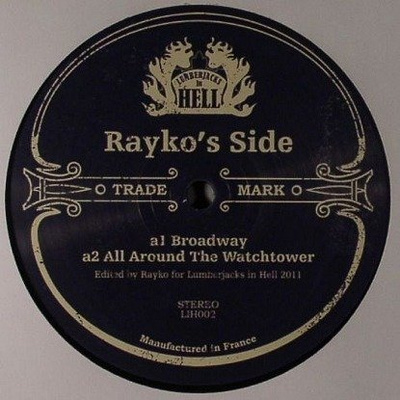 LUMBERJACKS
in
HELL
Rayko's Side
TRADE MARK
a1 Broadway
a2 All Around The Watchtower
Edited by Rayko for Lumberjacks in Hell 2011
STEREO
LIH002
Manufactured in France